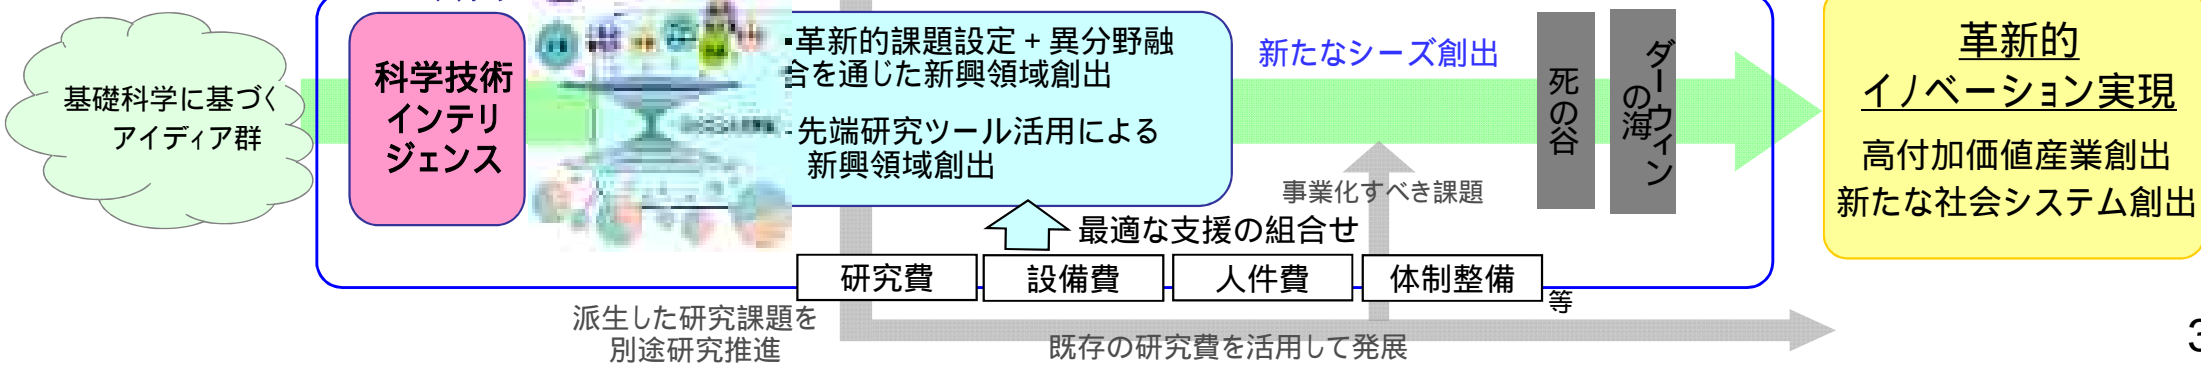 基礎科学に基づく
アイディア群
科学技術
インテリ
ジェンス
・革新的課題設定+異分野融
合を通じた新興領域創出
・先端研究ツール活用による
新興領域創出
新たなシーズ創出
死の谷
ダーウィン
の海
革新的
イノベーション実現
高付加価値産業創出
新たな社会システム創出
事業化すべき課題
最適な支援の組合せ
研究費
設備費
人件費
体制整備
等
派生した研究課題を
別途研究推進
既存の研究費を活用して発展